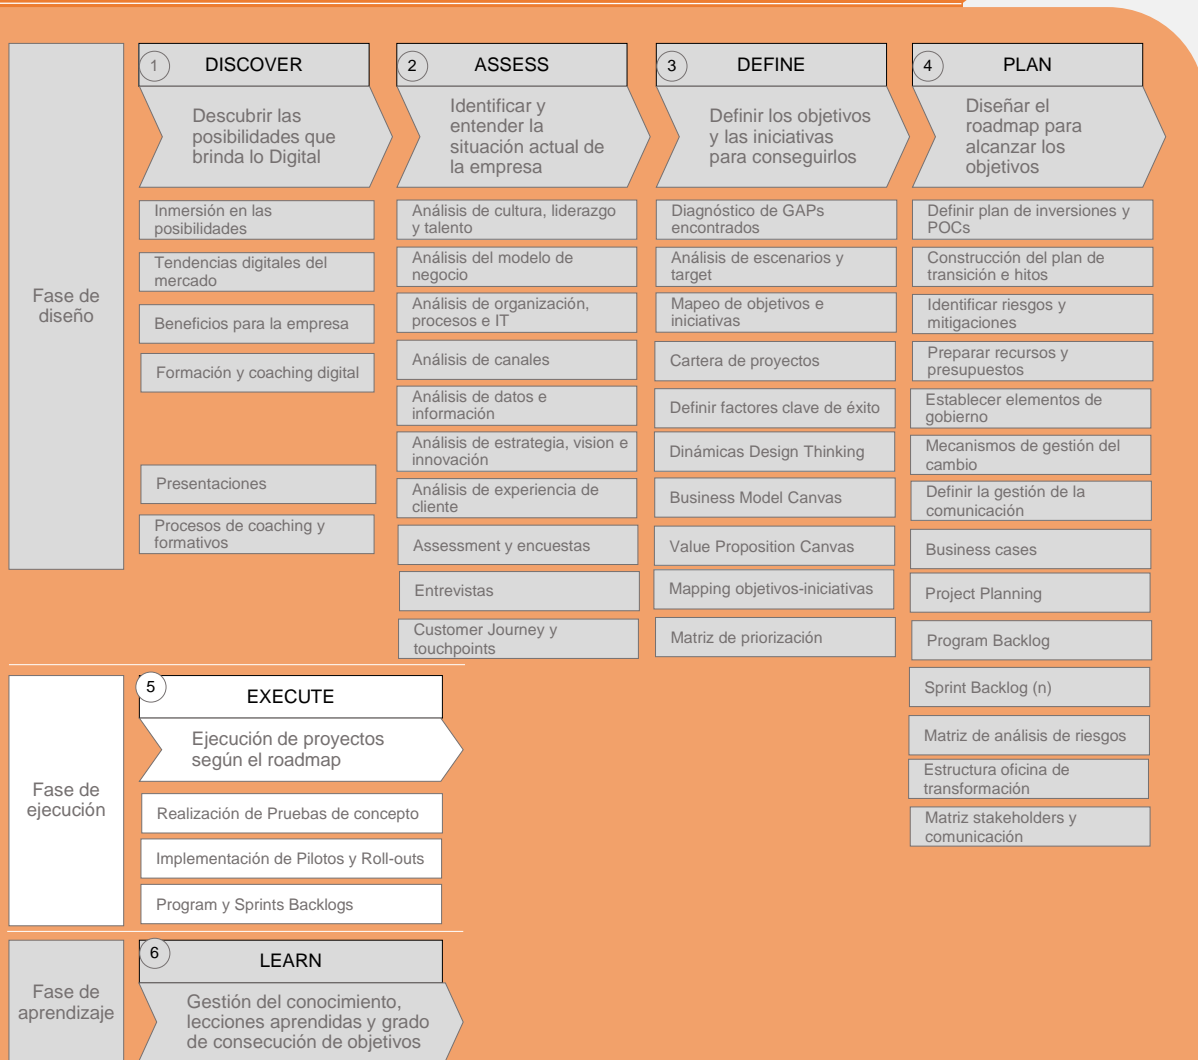 Fase de
diseño
1
DISCOVER
Descubrir las
posibilidades que
brinda lo Digital
Inmersión en las
posibilidades
Tendencias digitales del
mercado
Beneficios para la empresa
Formación y coaching digital
Presentaciones
Procesos de coaching y
formativos
2
ASSESS
Identificar y
entender la
situación actual de
la empresa
Análisis de cultura, liderazgo
y talento
Análisis del modelo de
negocio
Análisis de organización,
procesos e IT
Análisis de canales
Análisis de datos e
información
Análisis de estrategia, vision e
innovación
Análisis de experiencia de
cliente
Assessment y encuestas
Entrevistas
Customer Journey y
touchpoints
3
DEFINE
Definir los objetivos
y las iniciativas
para conseguirlos
Diagnóstico de GAPs
encontrados
Análisis de escenarios y
target
Mapeo de objetivos e
iniciativas
Cartera de proyectos
Definir factores clave de éxito
Dinámicas Design Thinking
Business Model Canvas
Value Proposition Canvas
Mapping objetivos-iniciativas
Matriz de priorización
4
PLAN
Diseñar el
roadmap para
alcanzar los
objetivos
Definir plan de inversiones y
POCs
Construcción del plan de
transición e hitos
Identificar riesgos y
mitigaciones
Preparar recursos y
presupuestos
Establecer elementos de
gobierno
Mecanismos de gestión del
cambio
Definir la gestión de la
comunicación
Business cases
Project Planning
Program Backlog
Sprint Backlog (n)
Matriz de análisis de riesgos
Estructura oficina de
transformación
Matriz stakeholders y
comunicación
Fase de
ejecución
5
EXECUTE
Ejecución de proyectos
según el roadmap
Realización de Pruebas de concepto
Implementación de Pilotos y Roll-outs
Program y Sprints Backlogs
Fase de
aprendizaje
6
LEARN
Gestión del conocimiento,
lecciones aprendidas y grado
de consecución de objetivos